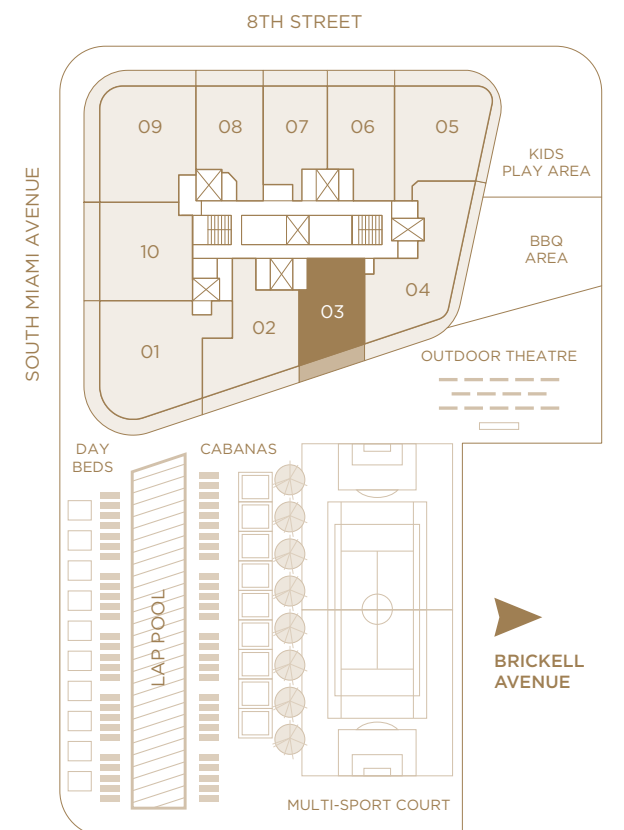 8TH STREET
SOUTH MIAMI AVENUE
09
08
07
06
05
KIDS
PLAY AREA
10
BBQ
AREA
04
03
02
01
OUTDOOR THEATRE
DAY
BEDS
CABANAS
LAP POOL
BRICKELL
AVENUE
MULTI-SPORT COURT